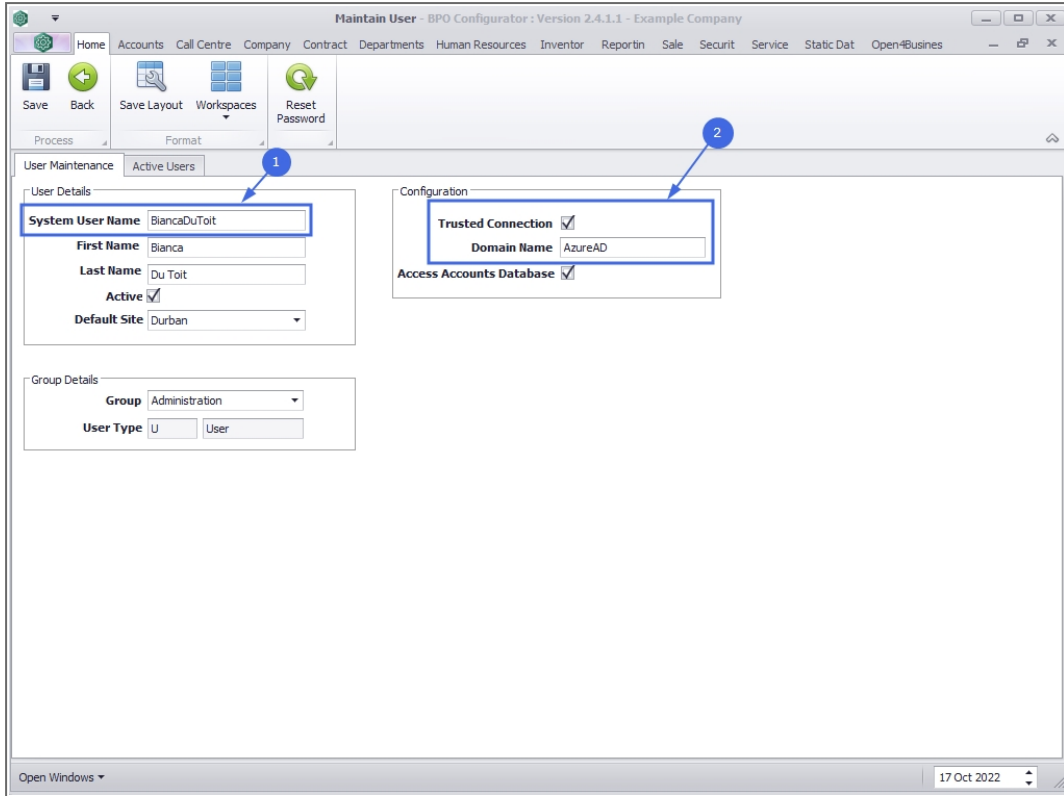 Maintain User - BPO Configurator : Version 2.4.1.1 - Example Company
Home Accounts Call Centre Company Contract Departments Human Resources Inventor Reportin Sale Securit Service Static Dat Open4Busines
Save Back Save Layout Workspaces Reset Password
Process Format
2
1
User Maintenance Active Users
User Details Configuration
System User Name BiancaDuToit Trusted Connection
First Name Bianca Domain Name AzureAD
Last Name Du Toit Access Accounts Database
Active
Default Site Durban
Group Details
Group Administration
User Type U User
Open Windows 17 Oct 2022